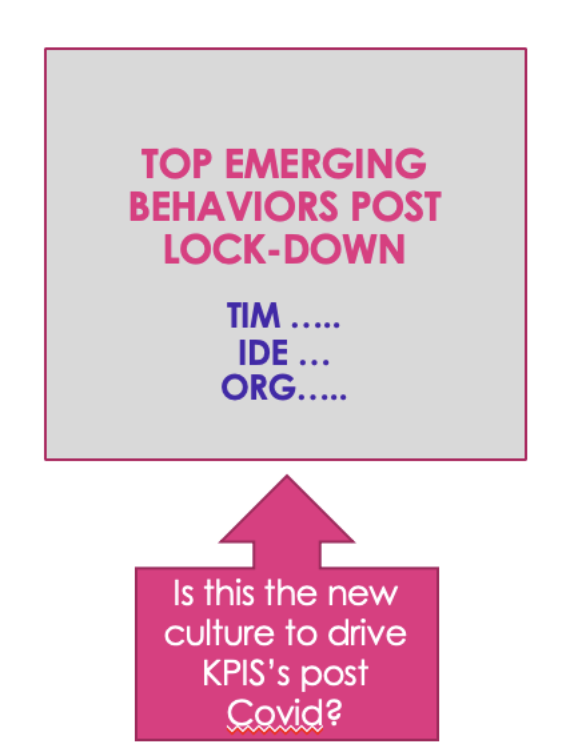 TOP EMERGING
BEHAVIORS POST
LOCK-DOWN
TIM …..
IDE …
ORG…..
Is this the new
culture to drive
KPIS’s post
Covid?